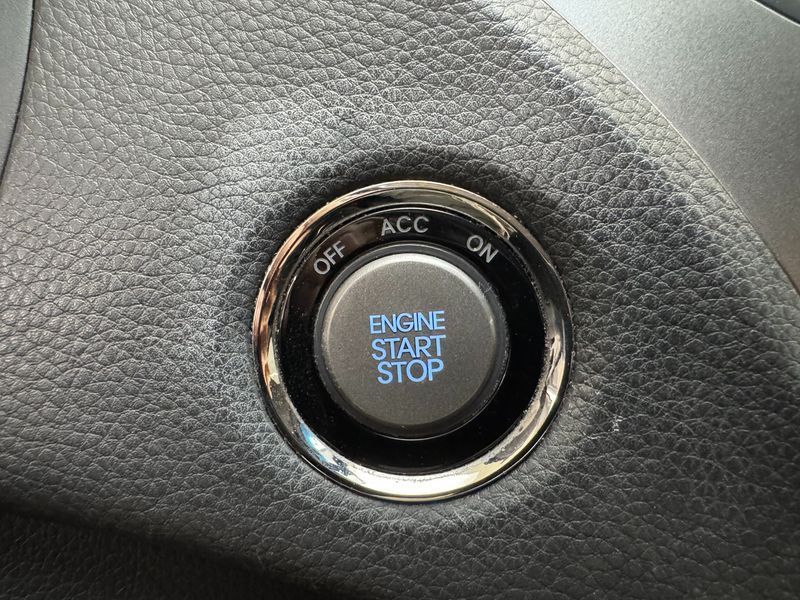 OFF ACC ON
ENGINE
START
STOP